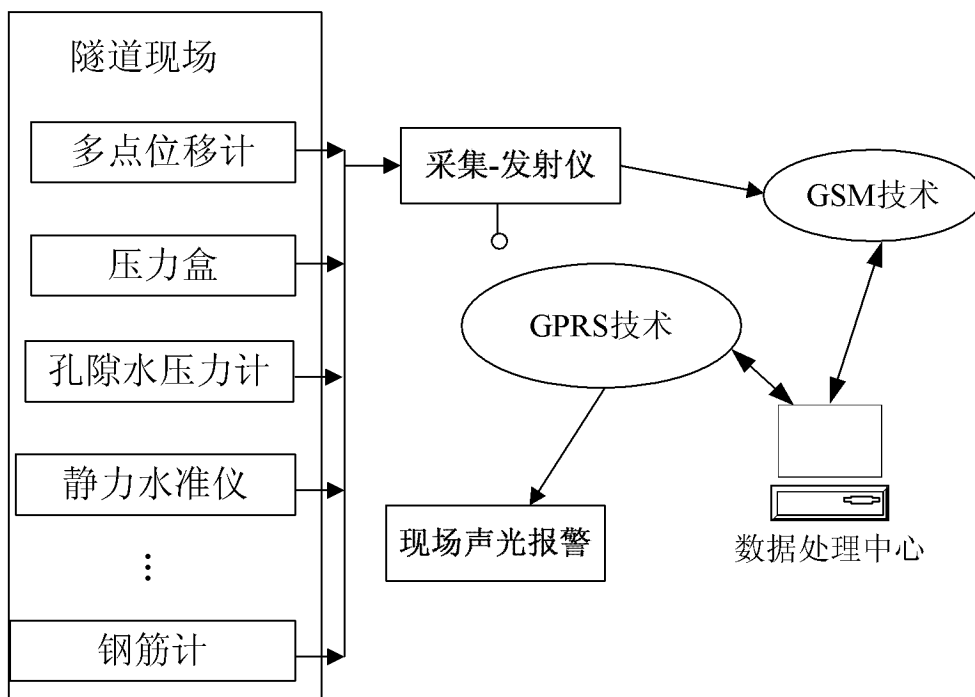 隧道现场
多点位移计
压力盒
孔隙水压力计
静力水准仪
⋮
钢筋计
采集-发射仪
GSM技术
GPRS技术
现场声光报警
数据处理中心